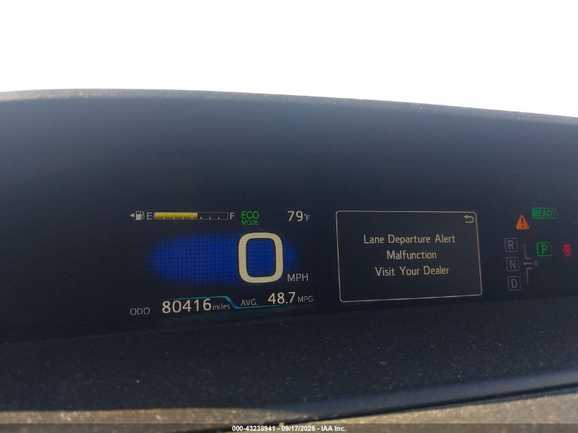 E F ECO MODE 79°F READY
0 MPH
ODO 80416 miles AVG. 48.7 MPG
Lane Departure Alert
Malfunction
Visit Your Dealer
R
N P
D
000-43238941 - 09/17/2025 - IAA Inc.